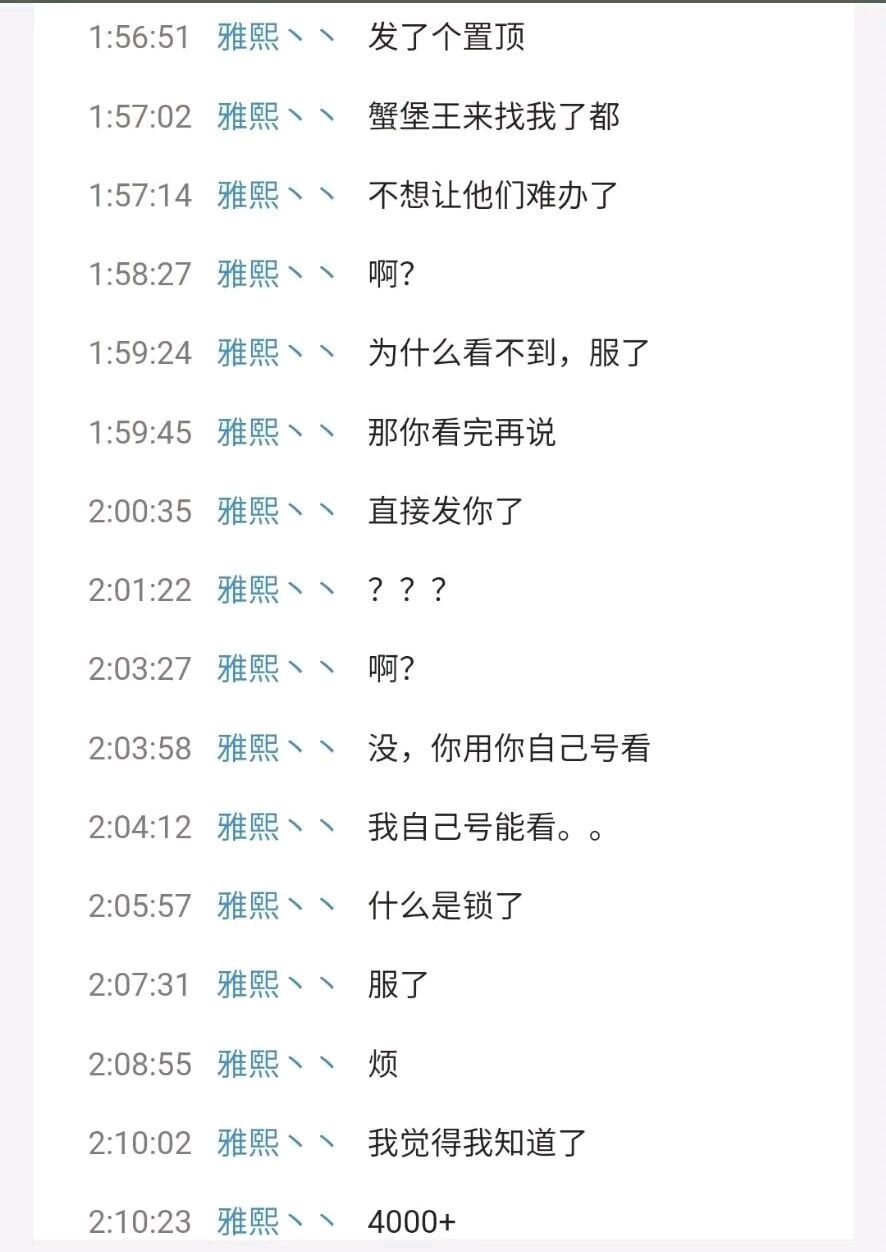 1:56:51 雅熙丶丶 发了个置顶
1:57:02 雅熙丶丶 蟹堡王来找我了都
1:57:14 雅熙丶丶 不想让他们难办了
1:58:27 雅熙丶丶 啊?
1:59:24 雅熙丶丶 为什么看不到，服了
1:59:45 雅熙丶丶 那你看完再说
2:00:35 雅熙丶丶 直接发你了
2:01:22 雅熙丶丶 ？？？
2:03:27 雅熙丶丶 啊?
2:03:58 雅熙丶丶 没，你用你自己号看
2:04:12 雅熙丶丶 我自己号能看。。
2:05:57 雅熙丶丶 什么是锁了
2:07:31 雅熙丶丶 服了
2:08:55 雅熙丶丶 烦
2:10:02 雅熙丶丶 我觉得我知道了
2:10:23 雅熙丶丶 4000+